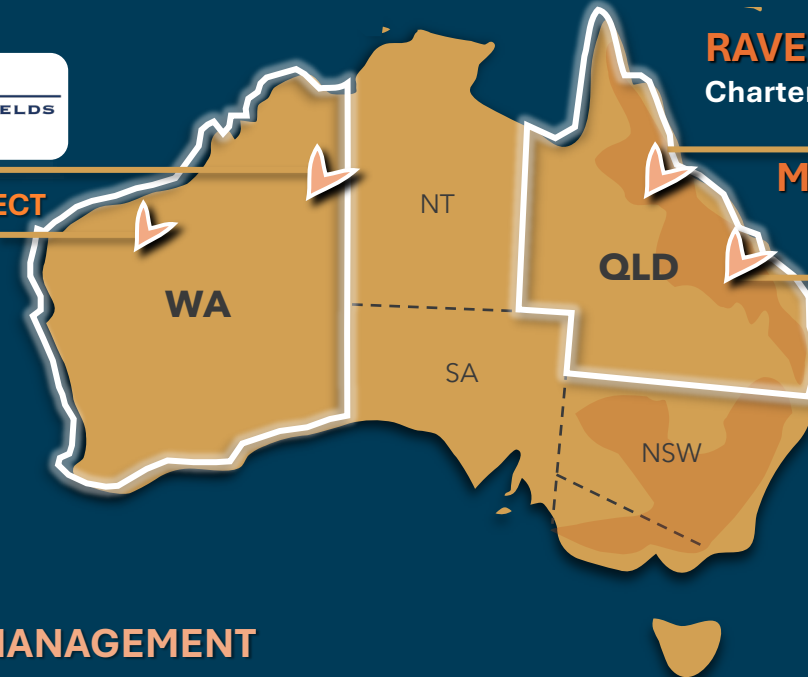 RAVE
Charter
ELDS
M
ECT
NT
QLD
WA
SA
NSW
MANAGEMENT